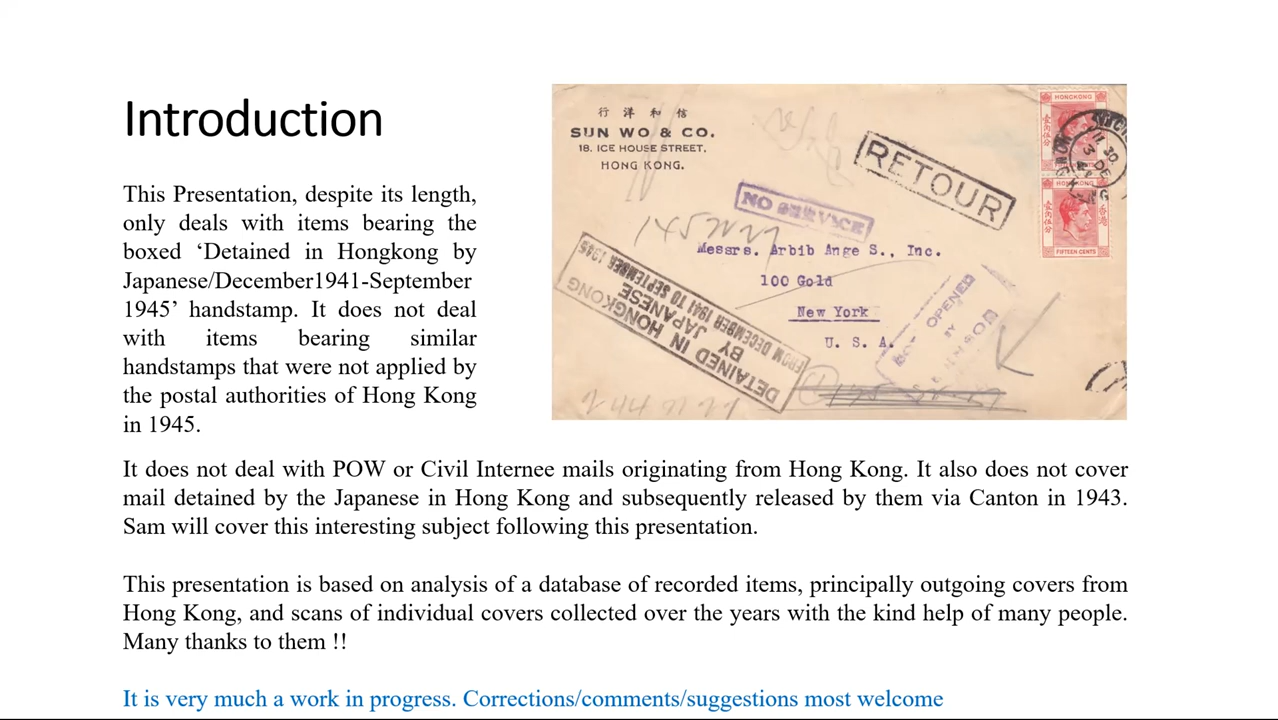 Introduction
This Presentation, despite its length,
only deals with items bearing the
boxed ‘Detained in Hongkong by
Japanese/December1941-September
1945’ handstamp. It does not deal
with items bearing similar
handstamps that were not applied by
the postal authorities of Hong Kong
in 1945.
行洋和信
SUN WO & CO.
18. ICE HOUSE STREET,
HONG KONG.
RETOUR
NO SERVICE
HONGKONG
HONGKONG
FIFTEEN CENTS
Messrs. Arbib Ange S., Inc.
100 Gold
New York
U. S. A.
DETAINED IN HONGKONG
BY
JAPANESE
FROM DECEMBER 1941 TO SEPTEMBER 1945
OPENED
BY
It does not deal with POW or Civil Internee mails originating from Hong Kong. It also does not cover
mail detained by the Japanese in Hong Kong and subsequently released by them via Canton in 1943.
Sam will cover this interesting subject following this presentation.
This presentation is based on analysis of a database of recorded items, principally outgoing covers from
Hong Kong, and scans of individual covers collected over the years with the kind help of many people.
Many thanks to them !!
It is very much a work in progress. Corrections/comments/suggestions most welcome